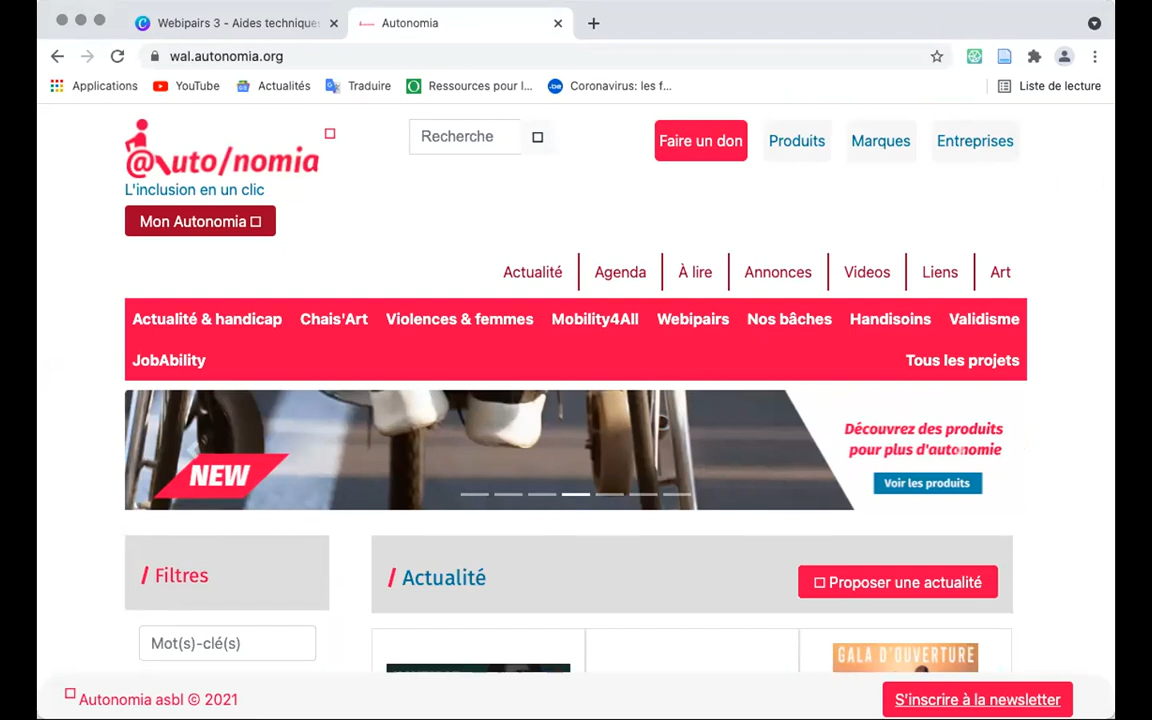 Webipairs 3 - Aides technique
Autonomia
wal.autonomia.org
Applications YouTube Actualités Traduire Ressources pour l... Coronavirus: les f... Liste de lecture
@uto/nomia
L'inclusion en un clic
Mon Autonomia
Recherche
Faire un don Produits Marques Entreprises
Actualité Agenda À lire Annonces Videos Liens Art
Actualité & handicap Chais'Art Violences & femmes Mobility4All Webipairs Nos bâches Handisoins Validisme
JobAbility Tous les projets
NEW
Découvrez des produits
pour plus d'autonomie
Voir les produits
/ Filtres
/ Actualité
Proposer une actualité
Mot(s)-clé(s)
GALA D'OUVERTURE
Autonomia asbl © 2021
S'inscrire à la newsletter